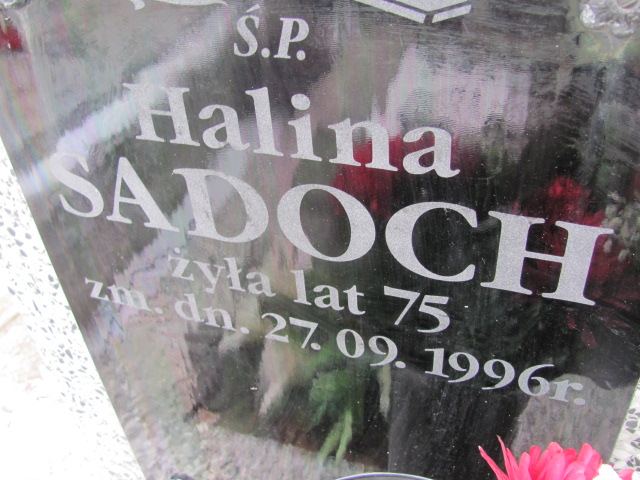 Ś.P.
Halina
SADOCH
żyła lat 75
zm. dn. 27. 09. 1996r.